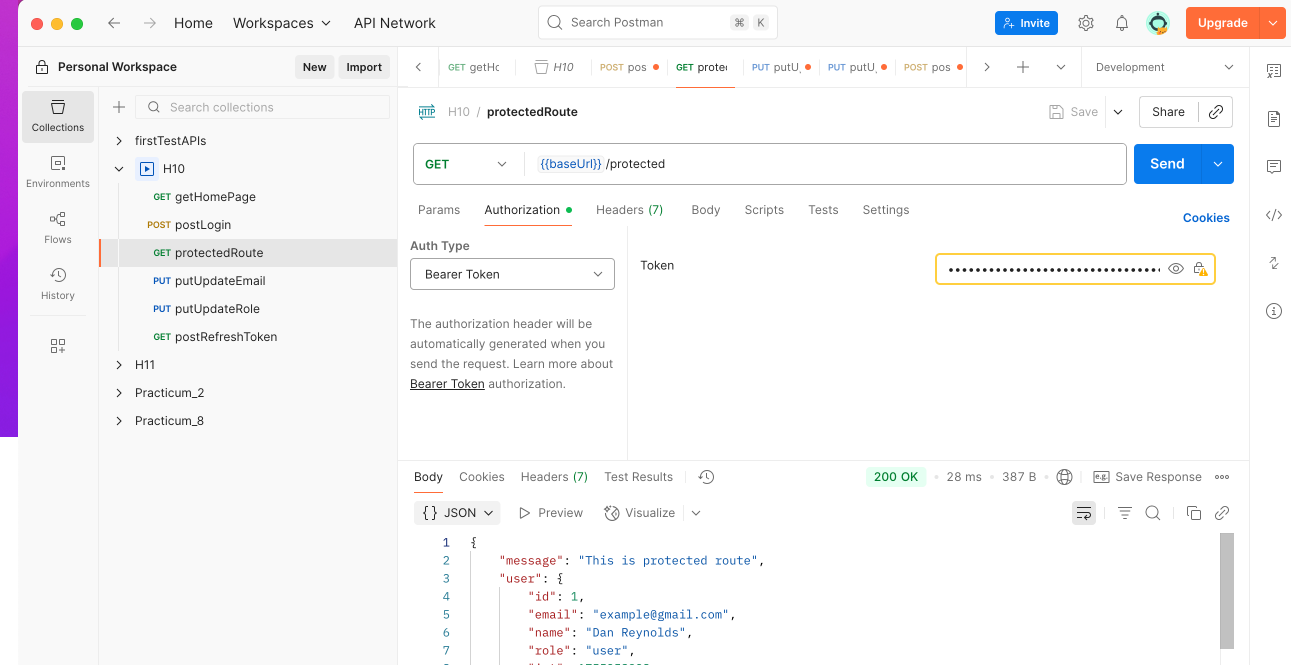 Home Workspaces API Network Search Postman ⌘ K Invite Upgrade
Personal Workspace New Import
GET getHc H10 POST pos GET protec PUT putU PUT putU POST pos Development
Collections
Environments
Flows
History
Search collections
firstTestAPIs
H10
GET getHomePage
POST postLogin
GET protectedRoute
PUT putUpdateEmail
PUT putUpdateRole
GET postRefreshToken
H11
Practicum_2
Practicum_8
HTTP H10 / protectedRoute Save Share
GET {{baseUrl}} /protected Send
Params Authorization Headers (7) Body Scripts Tests Settings Cookies
Auth Type
Bearer Token
The authorization header will be
automatically generated when you
send the request. Learn more about
Bearer Token authorization.
Token ••••••••••••••••••••••••••••••••
Body Cookies Headers (7) Test Results 200 OK • 28 ms • 387 B • e.g. Save Response
{} JSON Preview Visualize
1 {
2 "message": "This is protected route",
3 "user": {
4 "id": 1,
5 "email": "example@gmail.com",
6 "name": "Dan Reynolds",
7 "role": "user",